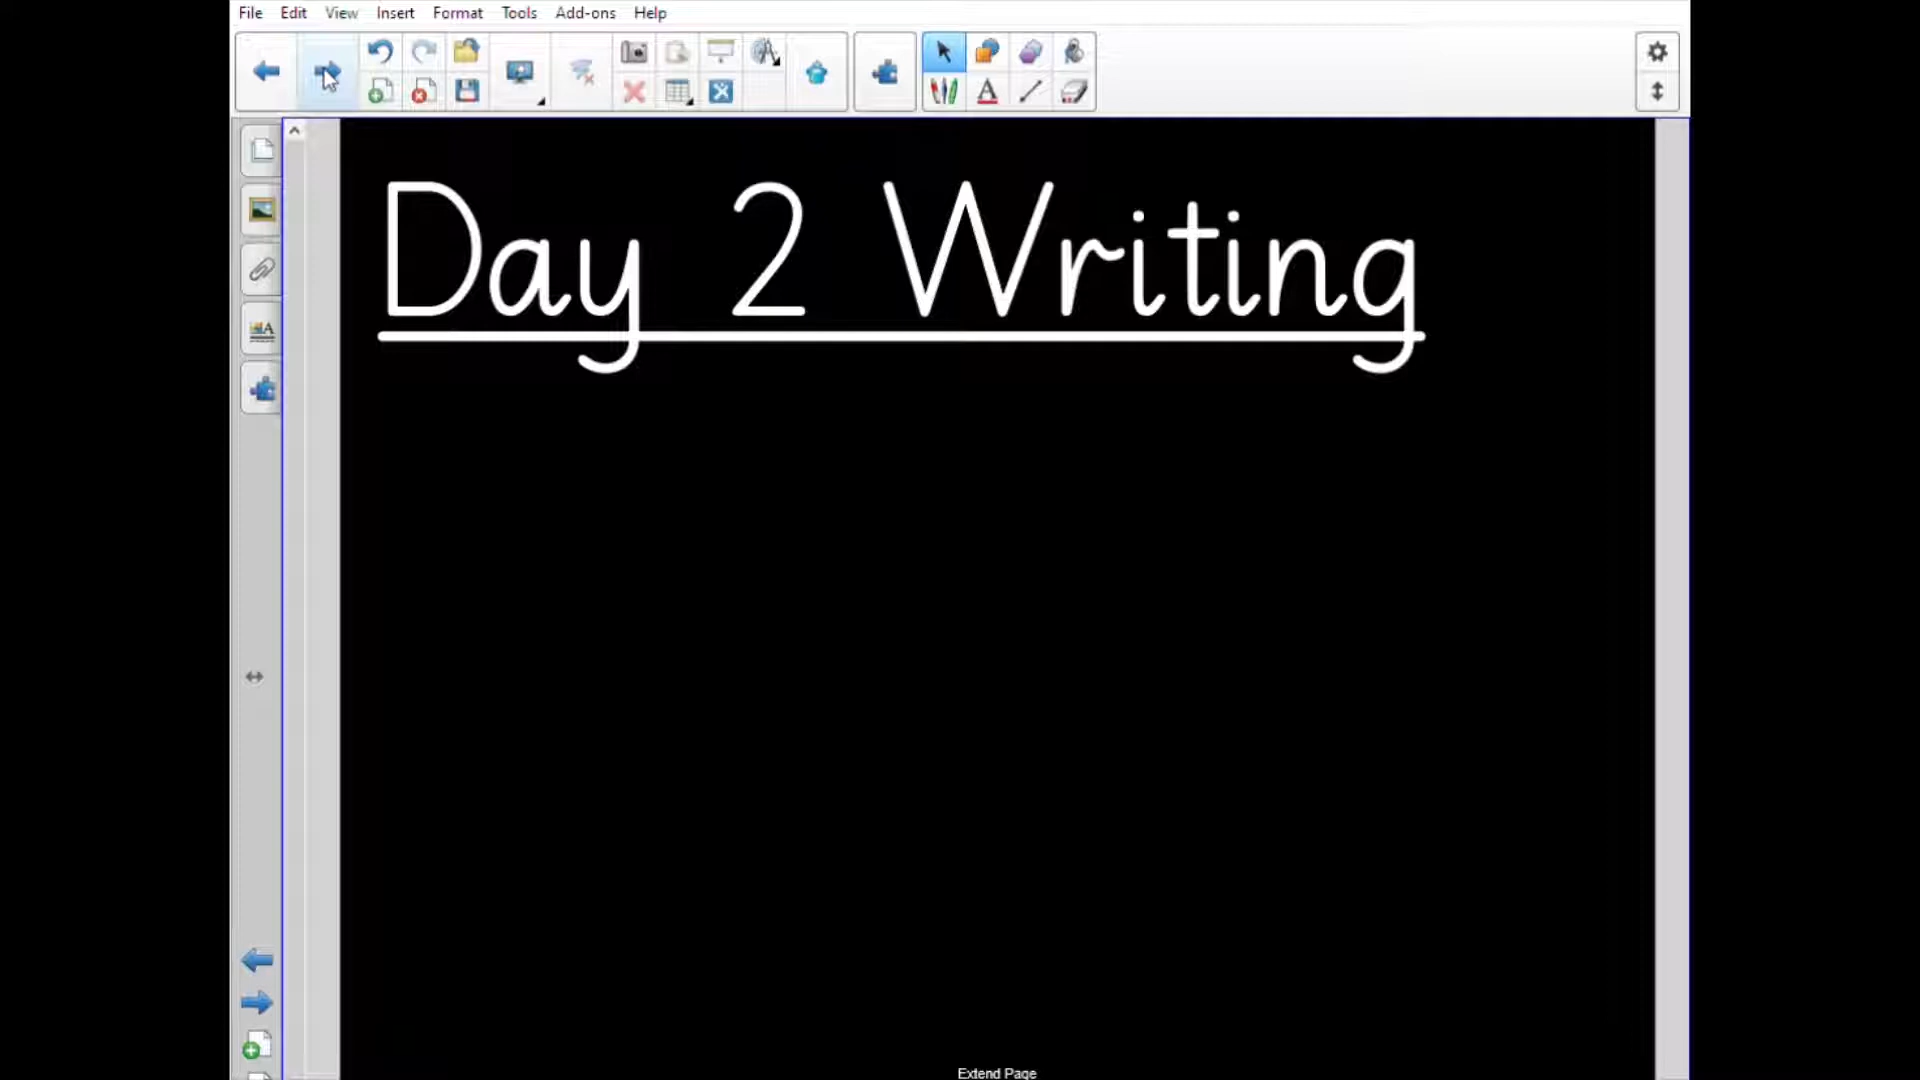 File Edit View Insert Format Tools Add-ons Help
Day 2 Writing
Extend Page